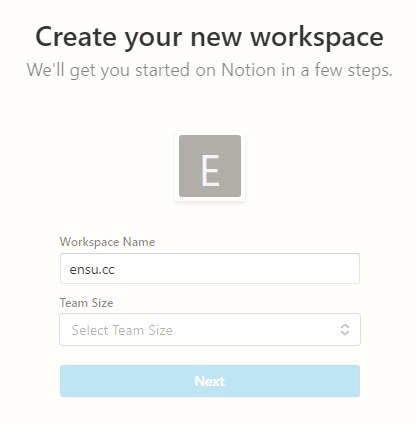 Create your new workspace
We'll get you started on Notion in a few steps.
E
Workspace Name
ensu.cc
Team Size
Select Team Size
Next